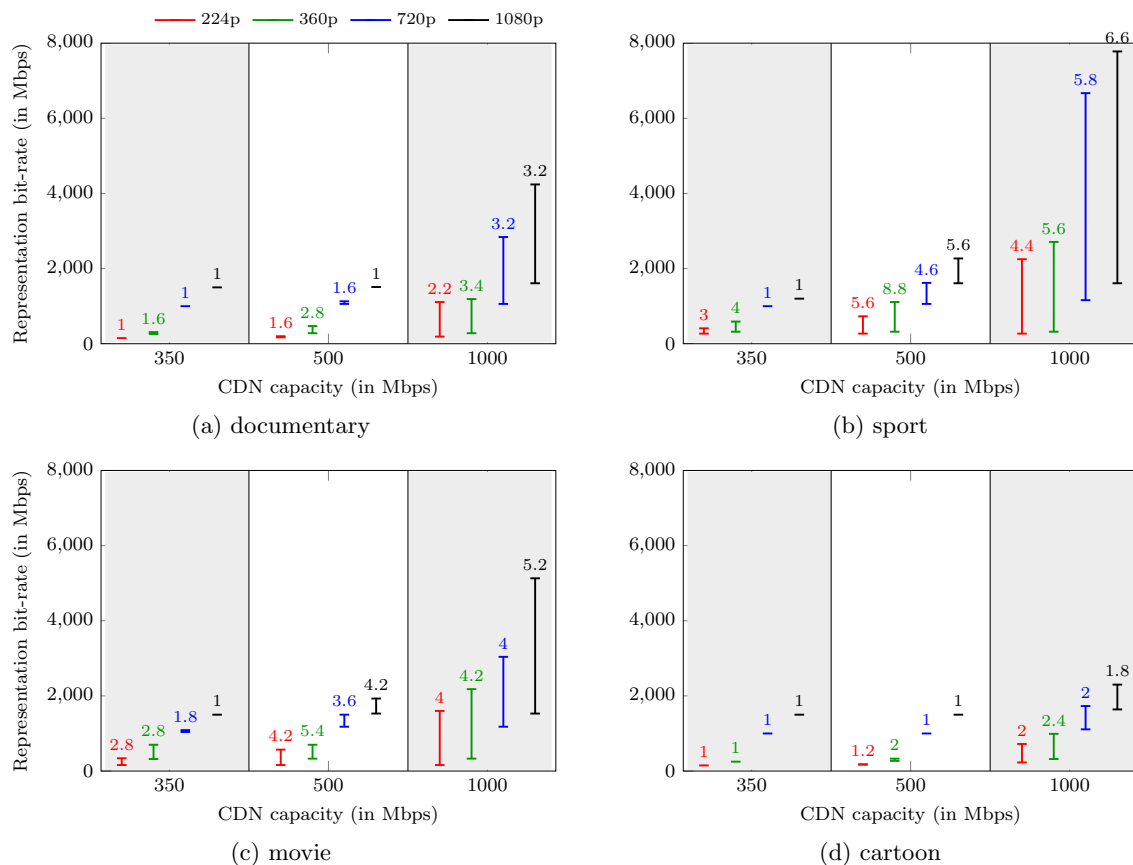 224p 360p 720p 1080p
Representation bit-rate (in Mbps)
8,000
6,000
4,000
2,000
0
1 1.6 1 1
1.6 2.8 1.6 1
2.2 3.4 3.2 3.2
350 500 1000
CDN capacity (in Mbps)
(a) documentary
8,000
6,000
4,000
2,000
0
3 4 1 1
5.6 8.8 4.6 5.6
4.4 5.6 5.8 6.6
350 500 1000
CDN capacity (in Mbps)
(b) sport
Representation bit-rate (in Mbps)
8,000
6,000
4,000
2,000
0
2.8 2.8 1.8 1
4.2 5.4 3.6 4.2
4 4.2 4 5.2
350 500 1000
CDN capacity (in Mbps)
(c) movie
8,000
6,000
4,000
2,000
0
1 1 1 1
1.2 2 1 1
2 2.4 2 1.8
350 500 1000
CDN capacity (in Mbps)
(d) cartoon